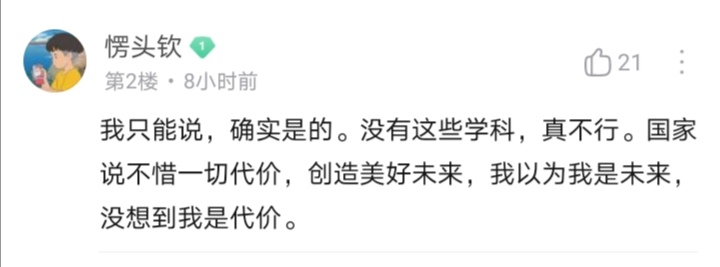 愣头钦 1
第2楼 • 8小时前
21
我只能说，确实是的。没有这些学科，真不行。国家
说不惜一切代价，创造美好未来，我以为我是未来，
没想到我是代价。